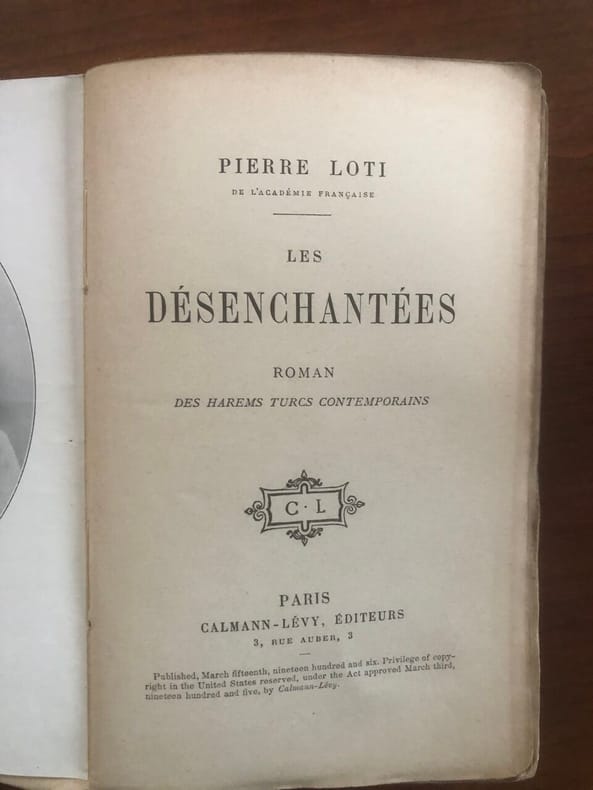 PIERRE LOTI
DE L'ACADÉMIE FRANÇAISE
LES
DÉSENCHANTÉES
ROMAN
DES HAREMS TURCS CONTEMPORAINS
C · L
PARIS
CALMANN-LÉVY, ÉDITEURS
3, RUE AUBER, 3
Published, March fifteenth, nineteen hundred and six. Privilege of copy-
right in the United States reserved, under the Act approved March third,
nineteen hundred and five, by Calmann-Lévy.